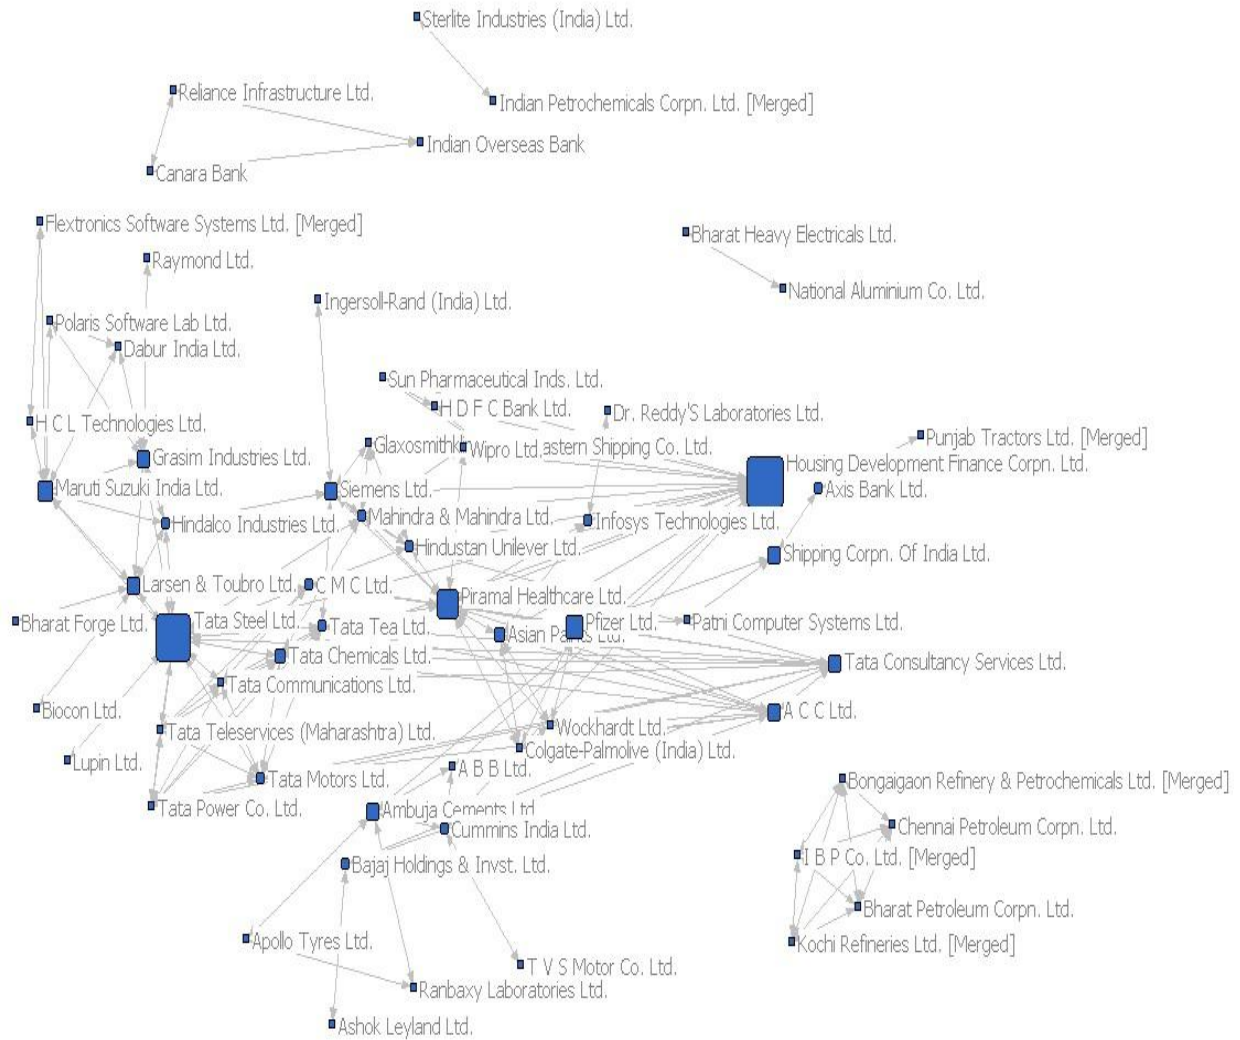 Sterlite Industries (India) Ltd.
Reliance Infrastructure Ltd.
Indian Petrochemicals Corpn. Ltd. [Merged]
Indian Overseas Bank
Canara Bank
Flextronics Software Systems Ltd. [Merged]
Bharat Heavy Electricals Ltd.
Raymond Ltd.
National Aluminium Co. Ltd.
Ingersoll-Rand (India) Ltd.
Polaris Software Lab Ltd.
Dabur India Ltd.
Sun Pharmaceutical Inds. Ltd.
H D F C Bank Ltd.
Dr. Reddy'S Laboratories Ltd.
H C L Technologies Ltd.
Punjab Tractors Ltd. [Merged]
Wipro Ltd.
Shipping Co. Ltd.
Grasim Industries Ltd.
Housing Development Finance Corpn. Ltd.
Maruti Suzuki India Ltd.
Siemens Ltd.
Axis Bank Ltd.
Mahindra & Mahindra Ltd.
Infosys Technologies Ltd.
Hindalco Industries Ltd.
Hindustan Unilever Ltd.
Shipping Corpn. Of India Ltd.
Larsen & Toubro Ltd.
C M C Ltd.
Piramal Healthcare Ltd.
Bharat Forge Ltd.
Tata Steel Ltd.
Tata Tea Ltd.
Pfizer Ltd.
Patni Computer Systems Ltd.
Asian Paints Ltd.
Tata Chemicals Ltd.
Tata Consultancy Services Ltd.
Tata Communications Ltd.
Biocon Ltd.
A C C Ltd.
Tata Teleservices (Maharashtra) Ltd.
Wockhardt Ltd.
Colgate-Palmolive (India) Ltd.
Lupin Ltd.
A B B Ltd.
Tata Motors Ltd.
Bongaigaon Refinery & Petrochemicals Ltd. [Merged]
Tata Power Co. Ltd.
Ambuja Cements Ltd.
Cummins India Ltd.
Chennai Petroleum Corpn. Ltd.
I B P Co. Ltd. [Merged]
Bajaj Holdings & Invst. Ltd.
Bharat Petroleum Corpn. Ltd.
Apollo Tyres Ltd.
Kochi Refineries Ltd. [Merged]
T V S Motor Co. Ltd.
Ranbaxy Laboratories Ltd.
Ashok Leyland Ltd.